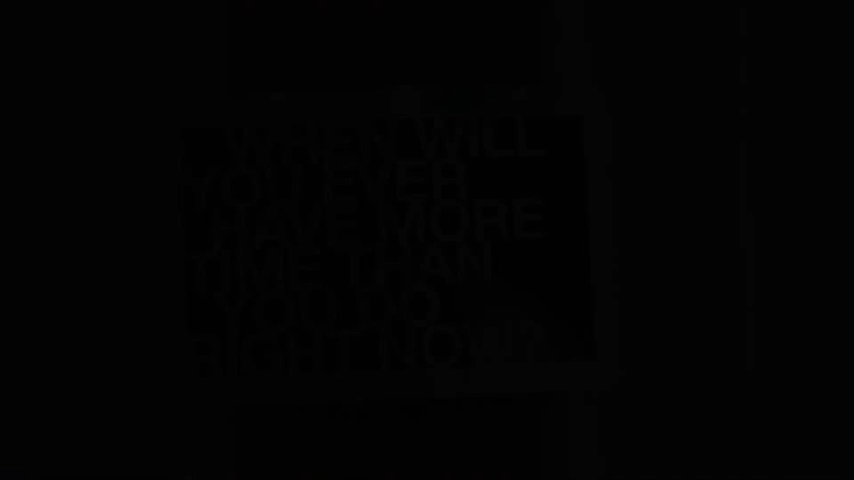 WHEN WILL
YOU EVER
HAVE MORE
TIME THAN
YOU DO
RIGHT NOW?